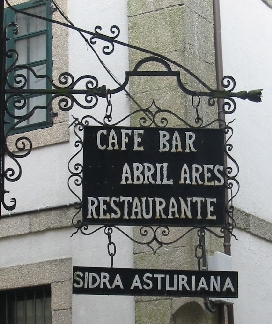 CAFE BAR
ABRIL ARES
RESTAURANTE
SIDRA ASTURIANA